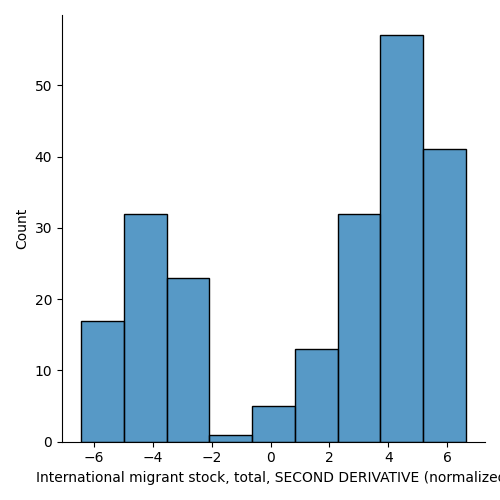 50
40
30
20
10
0
Count
−6 −4 −2 0 2 4 6
International migrant stock, total, SECOND DERIVATIVE (normalized